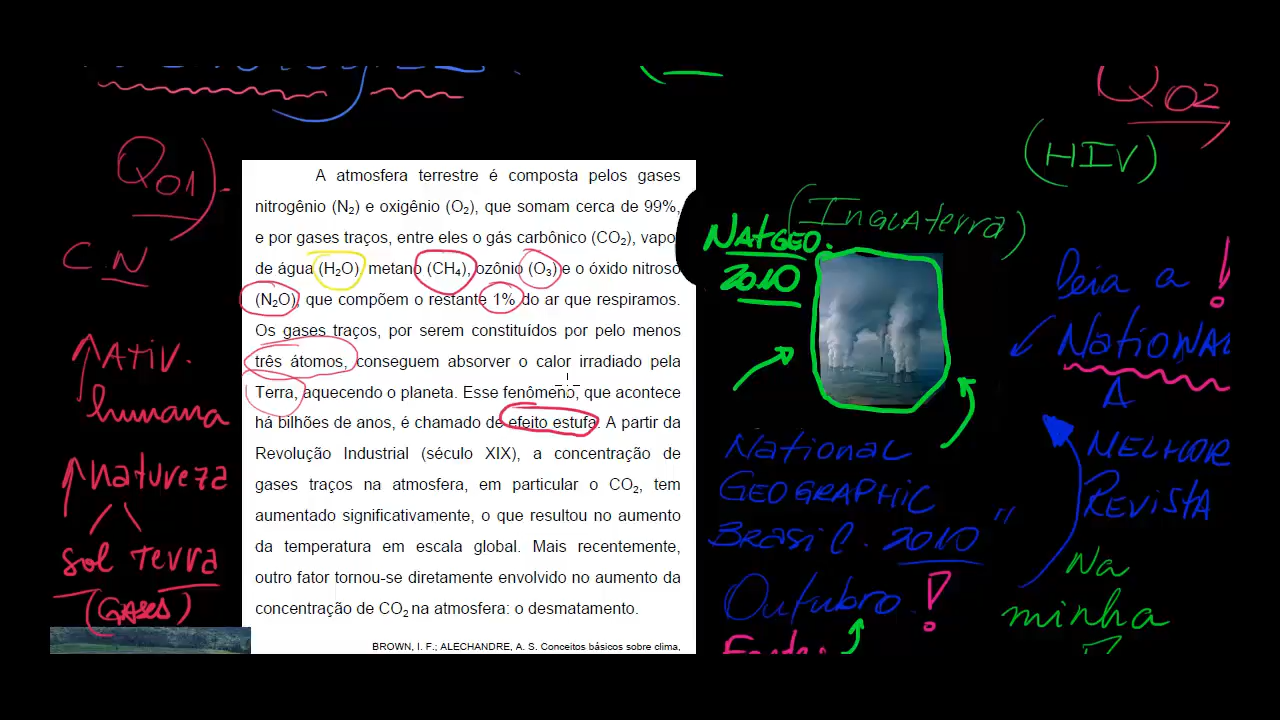 Q01)-
C.N
↑Ativ.
humana
↑natureza
sol terra
(GASES)
A atmosfera terrestre é composta pelos gases
nitrogênio (N₂) e oxigênio (O₂), que somam cerca de 99%,
e por gases traços, entre eles o gás carbônico (CO₂), vapo
de água (H₂O) metano (CH₄), ozônio (O₃) e o óxido nitroso
(N₂O), que compõem o restante 1% do ar que respiramos.
Os gases traços, por serem constituídos por pelo menos
três átomos, conseguem absorver o calor irradiado pela
Terra, aquecendo o planeta. Esse fenômeno, que acontece
há bilhões de anos, é chamado de efeito estufa. A partir da
Revolução Industrial (século XIX), a concentração de
gases traços na atmosfera, em particular o CO₂, tem
aumentado significativamente, o que resultou no aumento
da temperatura em escala global. Mais recentemente,
outro fator tornou-se diretamente envolvido no aumento da
concentração de CO₂ na atmosfera: o desmatamento.
BROWN, I. F.; ALECHANDRE, A. S. Conceitos básicos sobre clima,
(INGLATERRA)
NATGEO.
2010
National
GEOGRAPHIC
BRASIL. 2010"
Outubro!
Q02
(HIV)
Leia a !
NATIONAL
A
MELHOR
REVISTA
Na
minha